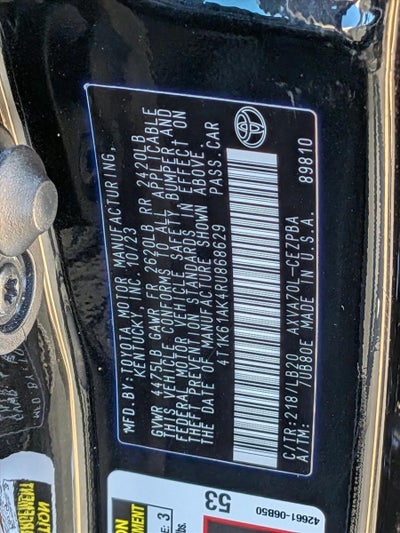 MFD. BY: TOYOTA MOTOR MANUFACTURING,
KENTUCKY, INC. 10/23
GVWR 4475LB GAWR FR 2620LB RR 2420LB
THIS VEHICLE CONFORMS TO ALL APPLICABLE
FEDERAL MOTOR VEHICLE SAFETY, BUMPER AND
THEFT PREVENTION STANDARDS IN EFFECT ON
THE DATE OF MANUFACTURE SHOWN ABOVE.
4T1K61AK4RU868629 PASS. CAR
C/TR: 218/LB20 AXVA70L-CEZPBA
A/TM: 7UB80E MADE IN U.S.A. 89810
53
42661-06B50